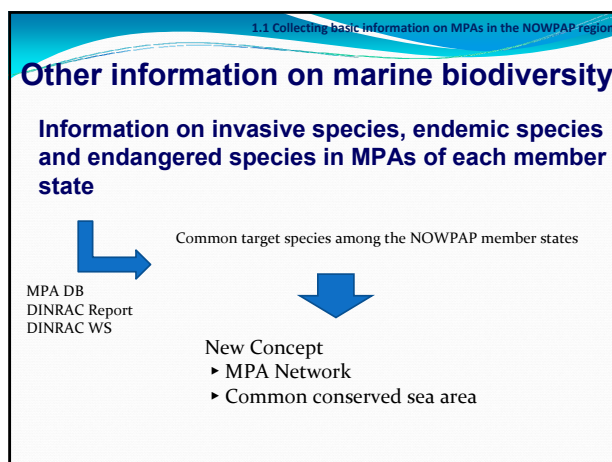 1.1 Collecting basic information on MPAs in the NOWPAP region
Other information on marine biodiversity
Information on invasive species, endemic species
and endangered species in MPAs of each member
state
Common target species among the NOWPAP member states
MPA DB
DINRAC Report
DINRAC WS
New Concept
‣ MPA Network
‣ Common conserved sea area